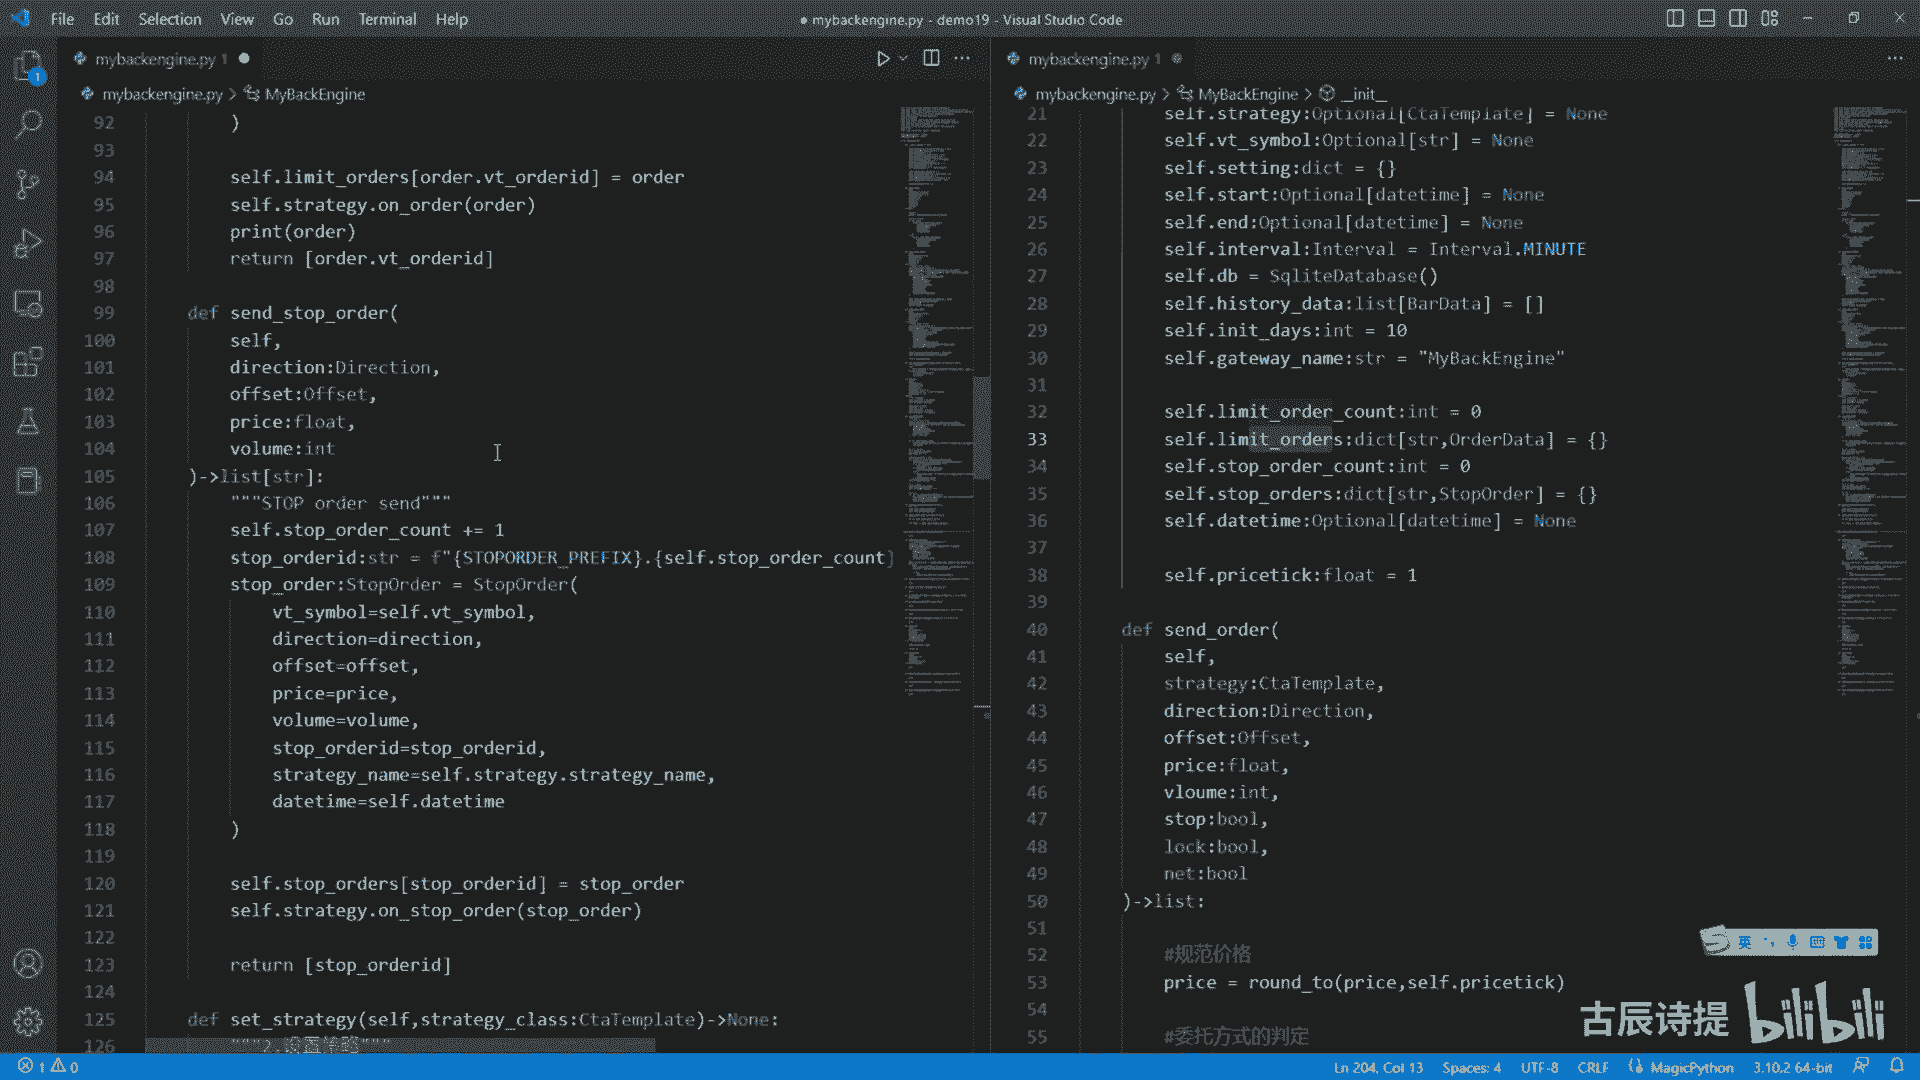 File Edit Selection View Go Run Terminal Help
● mybackengine.py - demo19 - Visual Studio Code
mybackengine.py 1
mybackengine.py > MyBackEngine
92 )
93
94 self.limit_orders[order.vt_orderid] = order
95 self.strategy.on_order(order)
96 print(order)
97 return [order.vt_orderid]
98
99 def send_stop_order(
100 self,
101 direction:Direction,
102 offset:Offset,
103 price:float,
104 volume:int
105 )->list[str]:
106 """STOP order send"""
107 self.stop_order_count += 1
108 stop_orderid:str = f"{STOPORDER_PREFIX}.{self.stop_order_count}
109 stop_order:StopOrder = StopOrder(
110 vt_symbol=self.vt_symbol,
111 direction=direction,
112 offset=offset,
113 price=price,
114 volume=volume,
115 stop_orderid=stop_orderid,
116 strategy_name=self.strategy.strategy_name,
117 datetime=self.datetime
118 )
119
120 self.stop_orders[stop_orderid] = stop_order
121 self.strategy.on_stop_order(stop_order)
122
123 return [stop_orderid]
124
125 def set_strategy(self,strategy_class:CtaTemplate)->None:
126 """2.设置策略"""
mybackengine.py 1
mybackengine.py > MyBackEngine > __init__
21 self.strategy:Optional[CtaTemplate] = None
22 self.vt_symbol:Optional[str] = None
23 self.setting:dict = {}
24 self.start:Optional[datetime] = None
25 self.end:Optional[datetime] = None
26 self.interval:Interval = Interval.MINUTE
27 self.db = SqliteDatabase()
28 self.history_data:list[BarData] = []
29 self.init_days:int = 10
30 self.gateway_name:str = "MyBackEngine"
31
32 self.limit_order_count:int = 0
33 self.limit_orders:dict[str,OrderData] = {}
34 self.stop_order_count:int = 0
35 self.stop_orders:dict[str,StopOrder] = {}
36 self.datetime:Optional[datetime] = None
37
38 self.pricetick:float = 1
39
40 def send_order(
41 self,
42 strategy:CtaTemplate,
43 direction:Direction,
44 offset:Offset,
45 price:float,
46 vloume:int,
47 stop:bool,
48 lock:bool,
49 net:bool
50 )->list:
51
52 #规范价格
53 price = round_to(price,self.pricetick)
54
55 #委托方式的判定
英
古辰诗提 bilibili
1 0 Ln 204, Col 13 Spaces: 4 UTF-8 CRLF MagicPython 3.10.2 64-bit